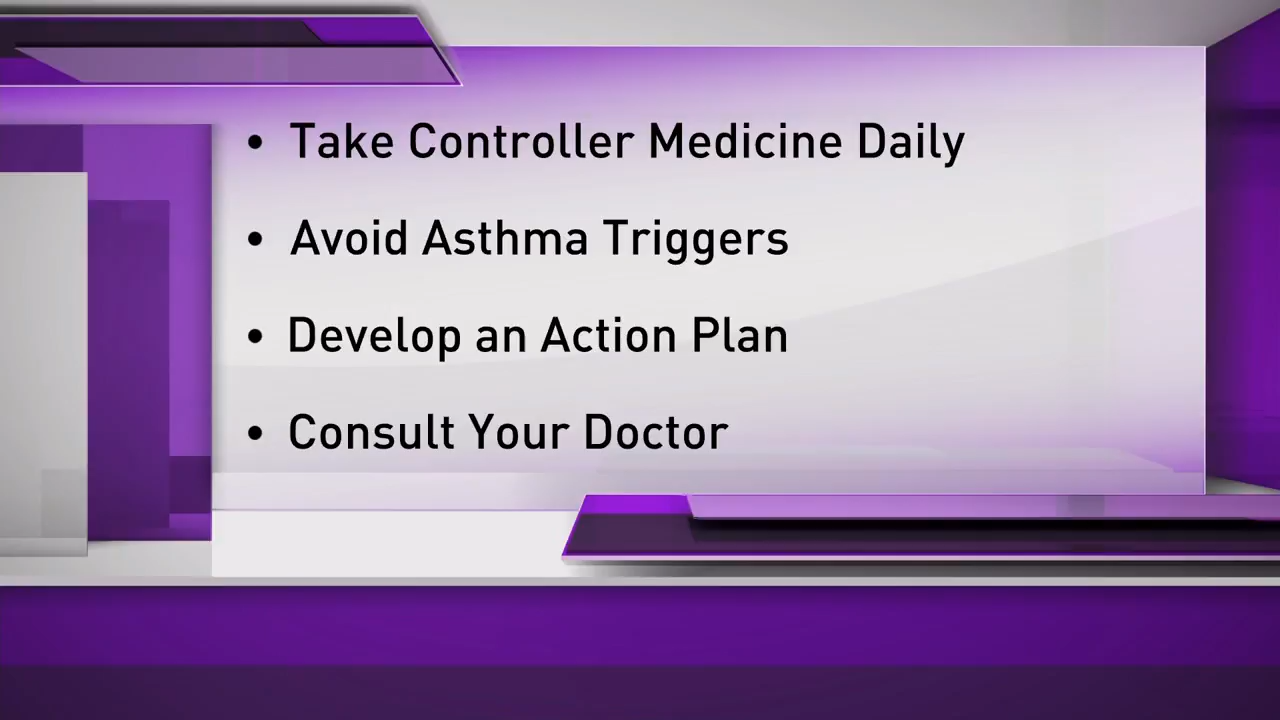 • Take Controller Medicine Daily
• Avoid Asthma Triggers
• Develop an Action Plan
• Consult Your Doctor